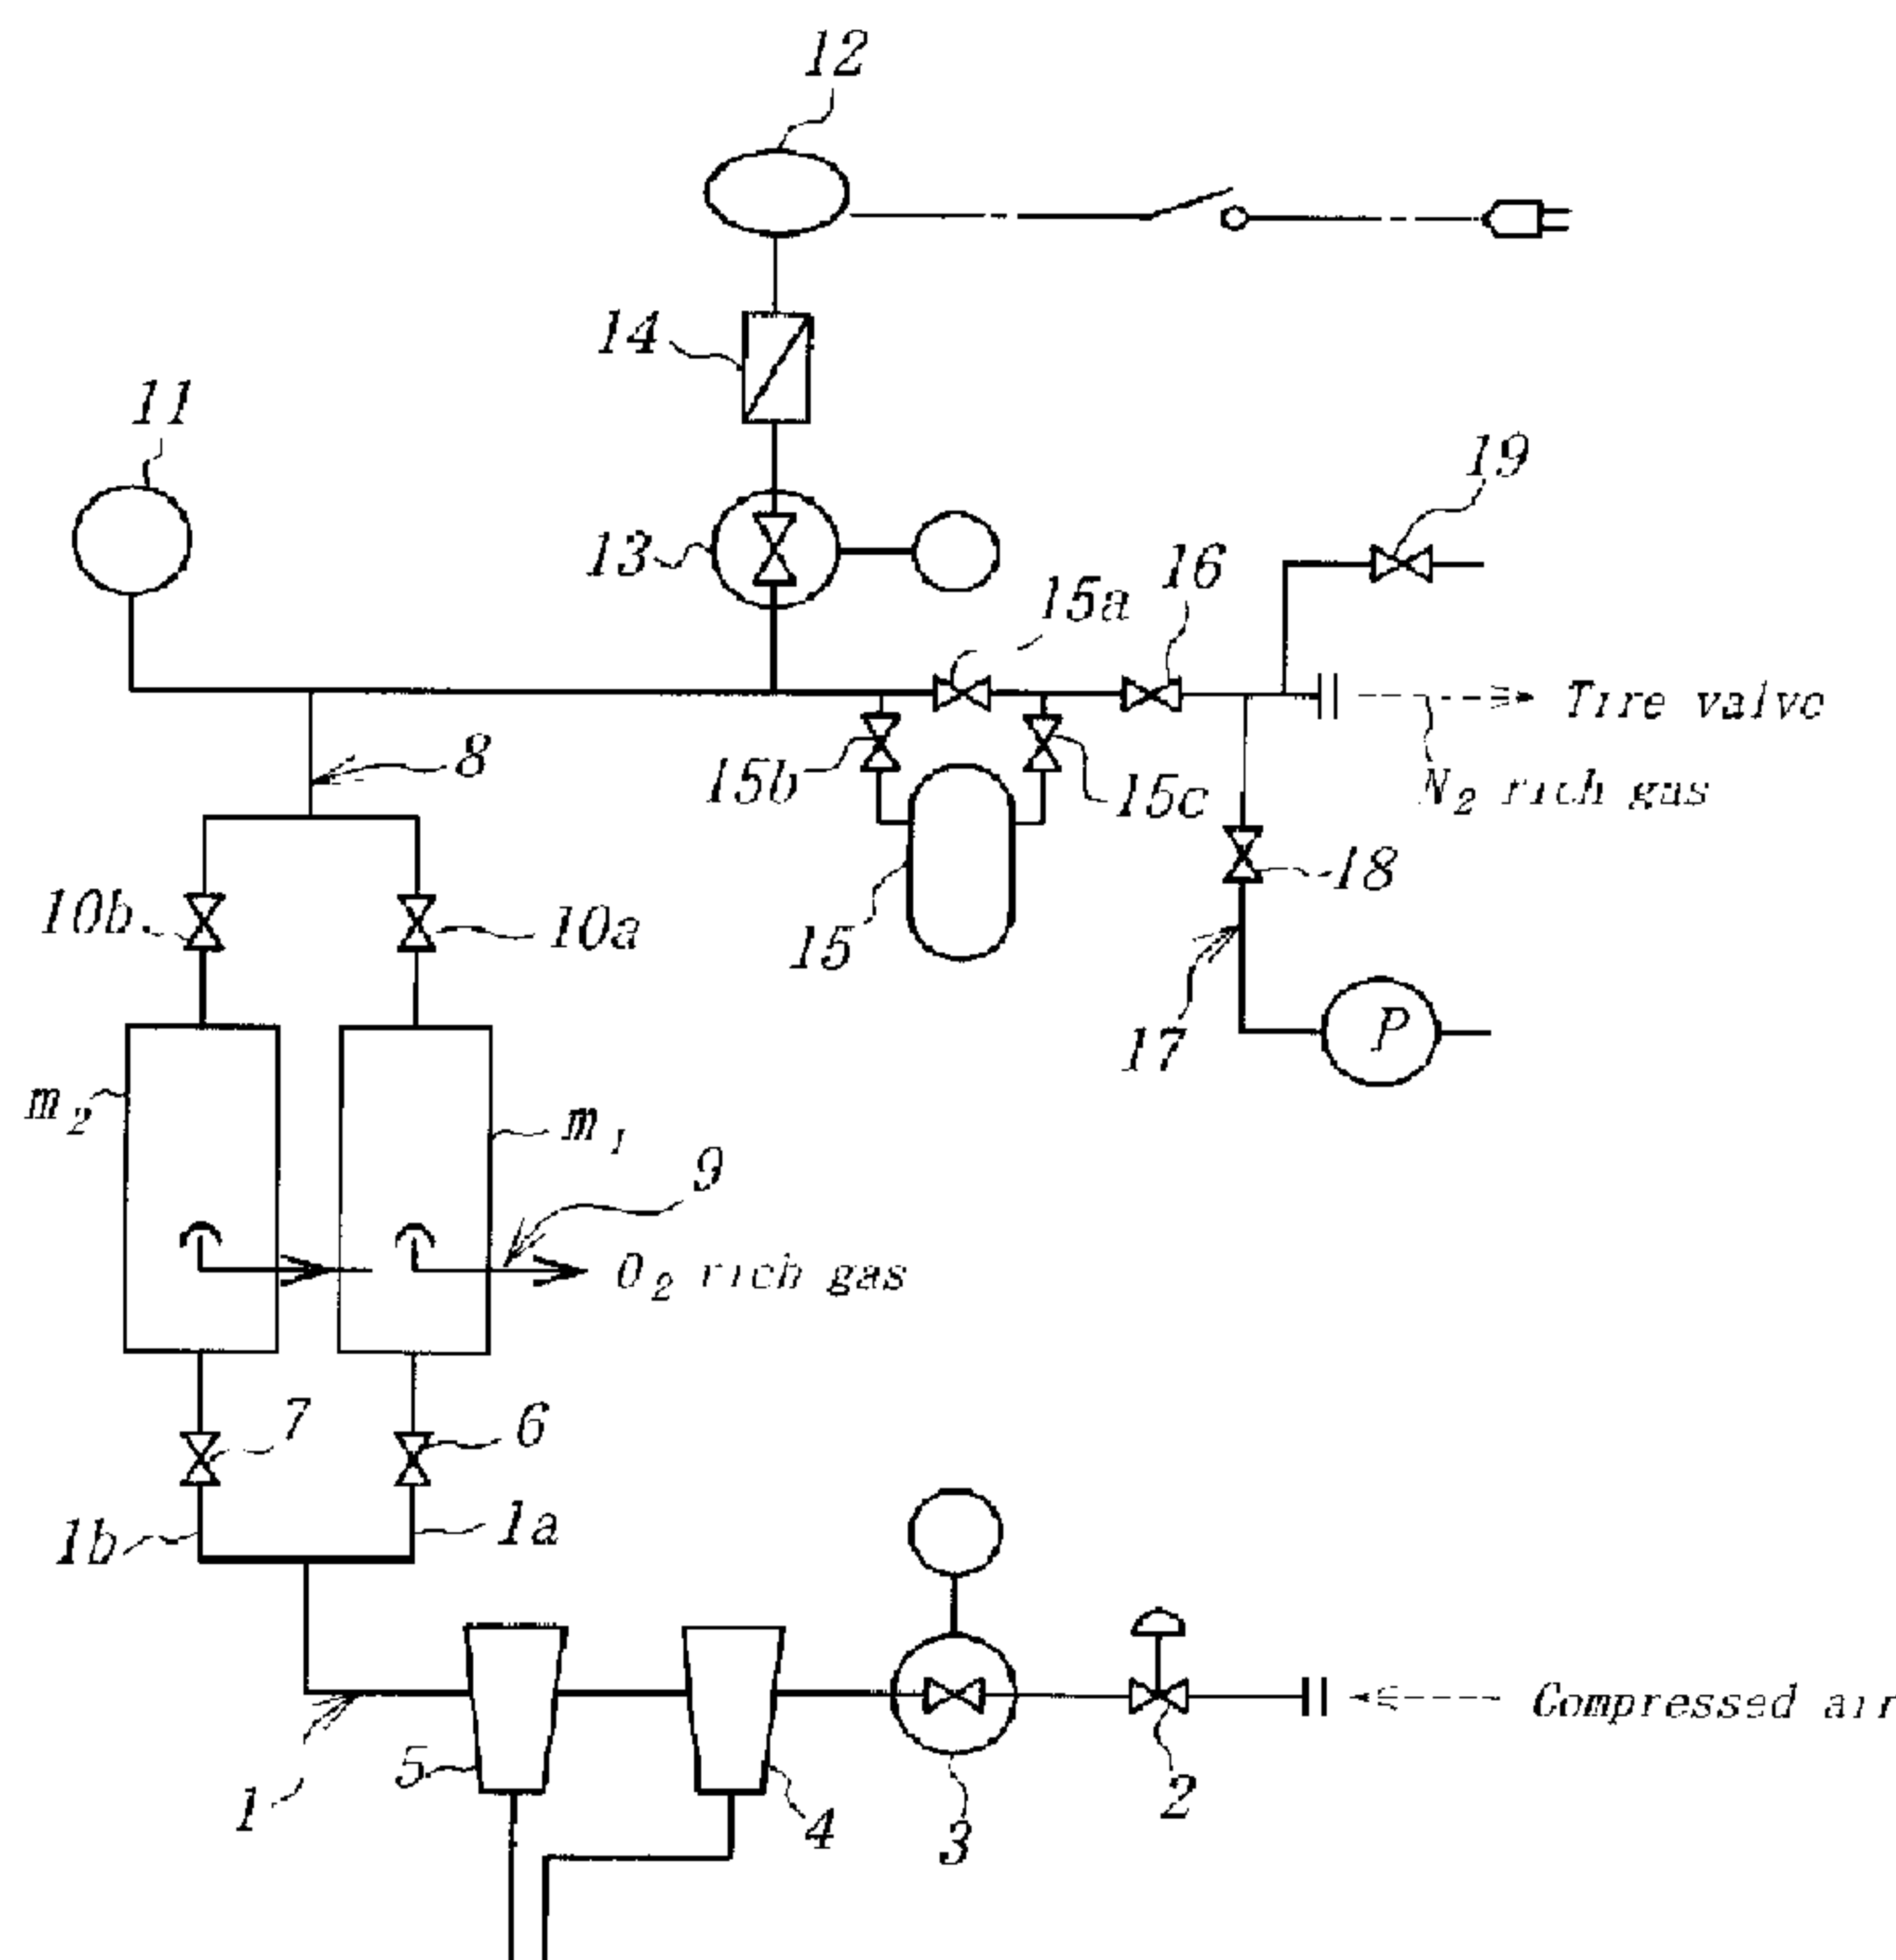 12
14
11
19
13
16
15a
Tire valve
8
15b
15c
N2 rich gas
10b
10a
18
15
17
P
m2
m1
9
O2 rich gas
7
6
1b
1a
Compressed air
5
1
4
3
2